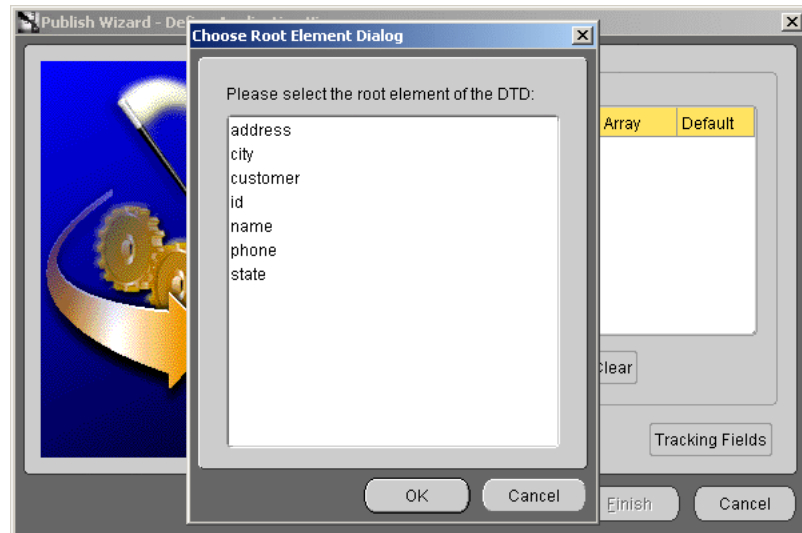 Publish Wizard - De
Choose Root Element Dialog
Please select the root element of the DTD:
address
city
customer
id
name
phone
state
Array Default
Clear
Tracking Fields
OK Cancel
Finish Cancel